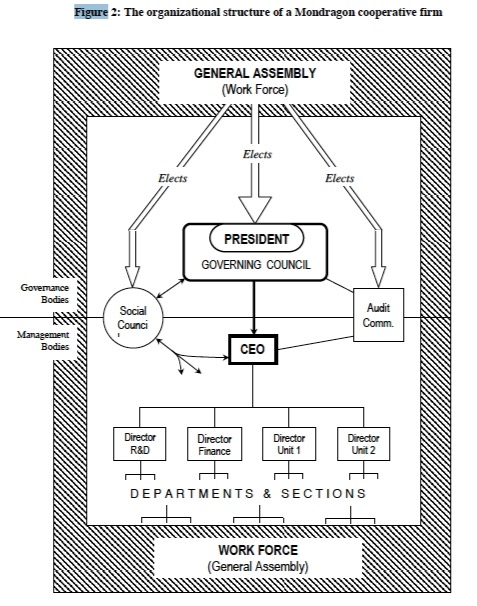 Figure 2: The organizational structure of a Mondragon cooperative firm
GENERAL ASSEMBLY
(Work Force)
Elects
Elects
Elects
PRESIDENT
GOVERNING COUNCIL
Governance
Bodies
Management
Bodies
Social
Counci
Audit
Comm.
CEO
Director
R&D
Director
Finance
Director
Unit 1
Director
Unit 2
DEPARTMENTS & SECTIONS
WORK FORCE
(General Assembly)